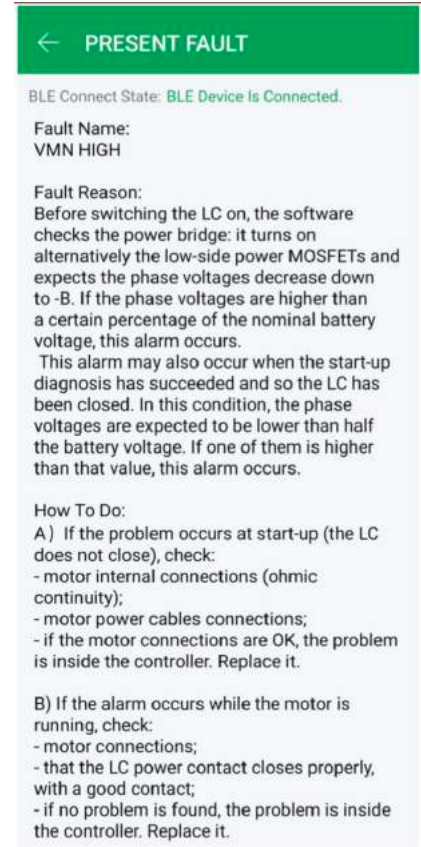 ← PRESENT FAULT
BLE Connect State: BLE Device Is Connected.
Fault Name:
VMN HIGH
Fault Reason:
Before switching the LC on, the software
checks the power bridge: it turns on
alternatively the low-side power MOSFETs and
expects the phase voltages decrease down
to -B. If the phase voltages are higher than
a certain percentage of the nominal battery
voltage, this alarm occurs.
This alarm may also occur when the start-up
diagnosis has succeeded and so the LC has
been closed. In this condition, the phase
voltages are expected to be lower than half
the battery voltage. If one of them is higher
than that value, this alarm occurs.
How To Do:
A) If the problem occurs at start-up (the LC
does not close), check:
- motor internal connections (ohmic
continuity);
- motor power cables connections;
- if the motor connections are OK, the problem
is inside the controller. Replace it.
B) If the alarm occurs while the motor is
running, check:
- motor connections;
- that the LC power contact closes properly,
with a good contact;
- if no problem is found, the problem is inside
the controller. Replace it.